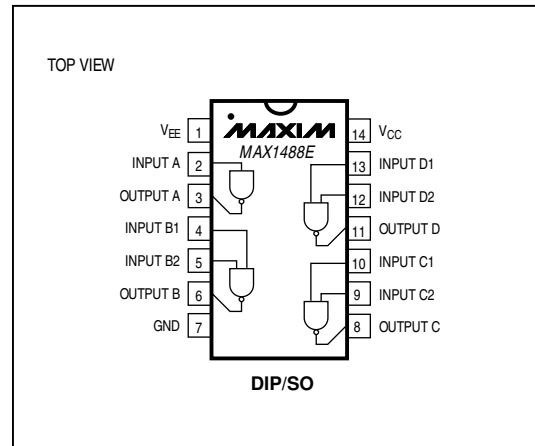 TOP VIEW
MAXIM
MAX1488E
VEE 1
INPUT A 2
OUTPUT A 3
INPUT B1 4
INPUT B2 5
OUTPUT B 6
GND 7
14 VCC
13 INPUT D1
12 INPUT D2
11 OUTPUT D
10 INPUT C1
9 INPUT C2
8 OUTPUT C
DIP/SO